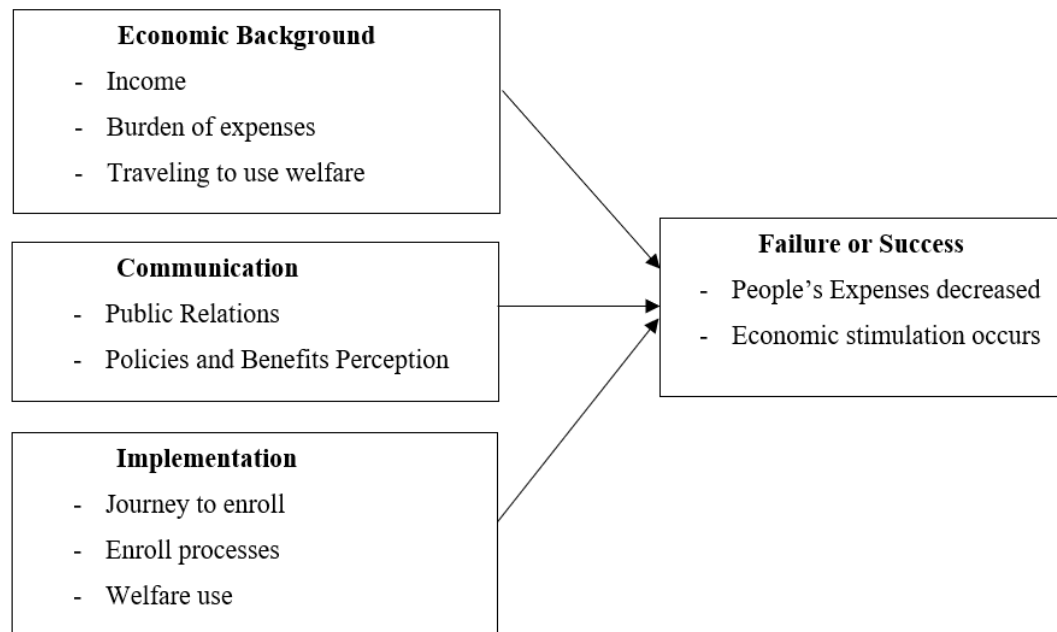 Economic Background
- Income
- Burden of expenses
- Traveling to use welfare
Communication
- Public Relations
- Policies and Benefits Perception
Implementation
- Journey to enroll
- Enroll processes
- Welfare use
Failure or Success
- People’s Expenses decreased
- Economic stimulation occurs